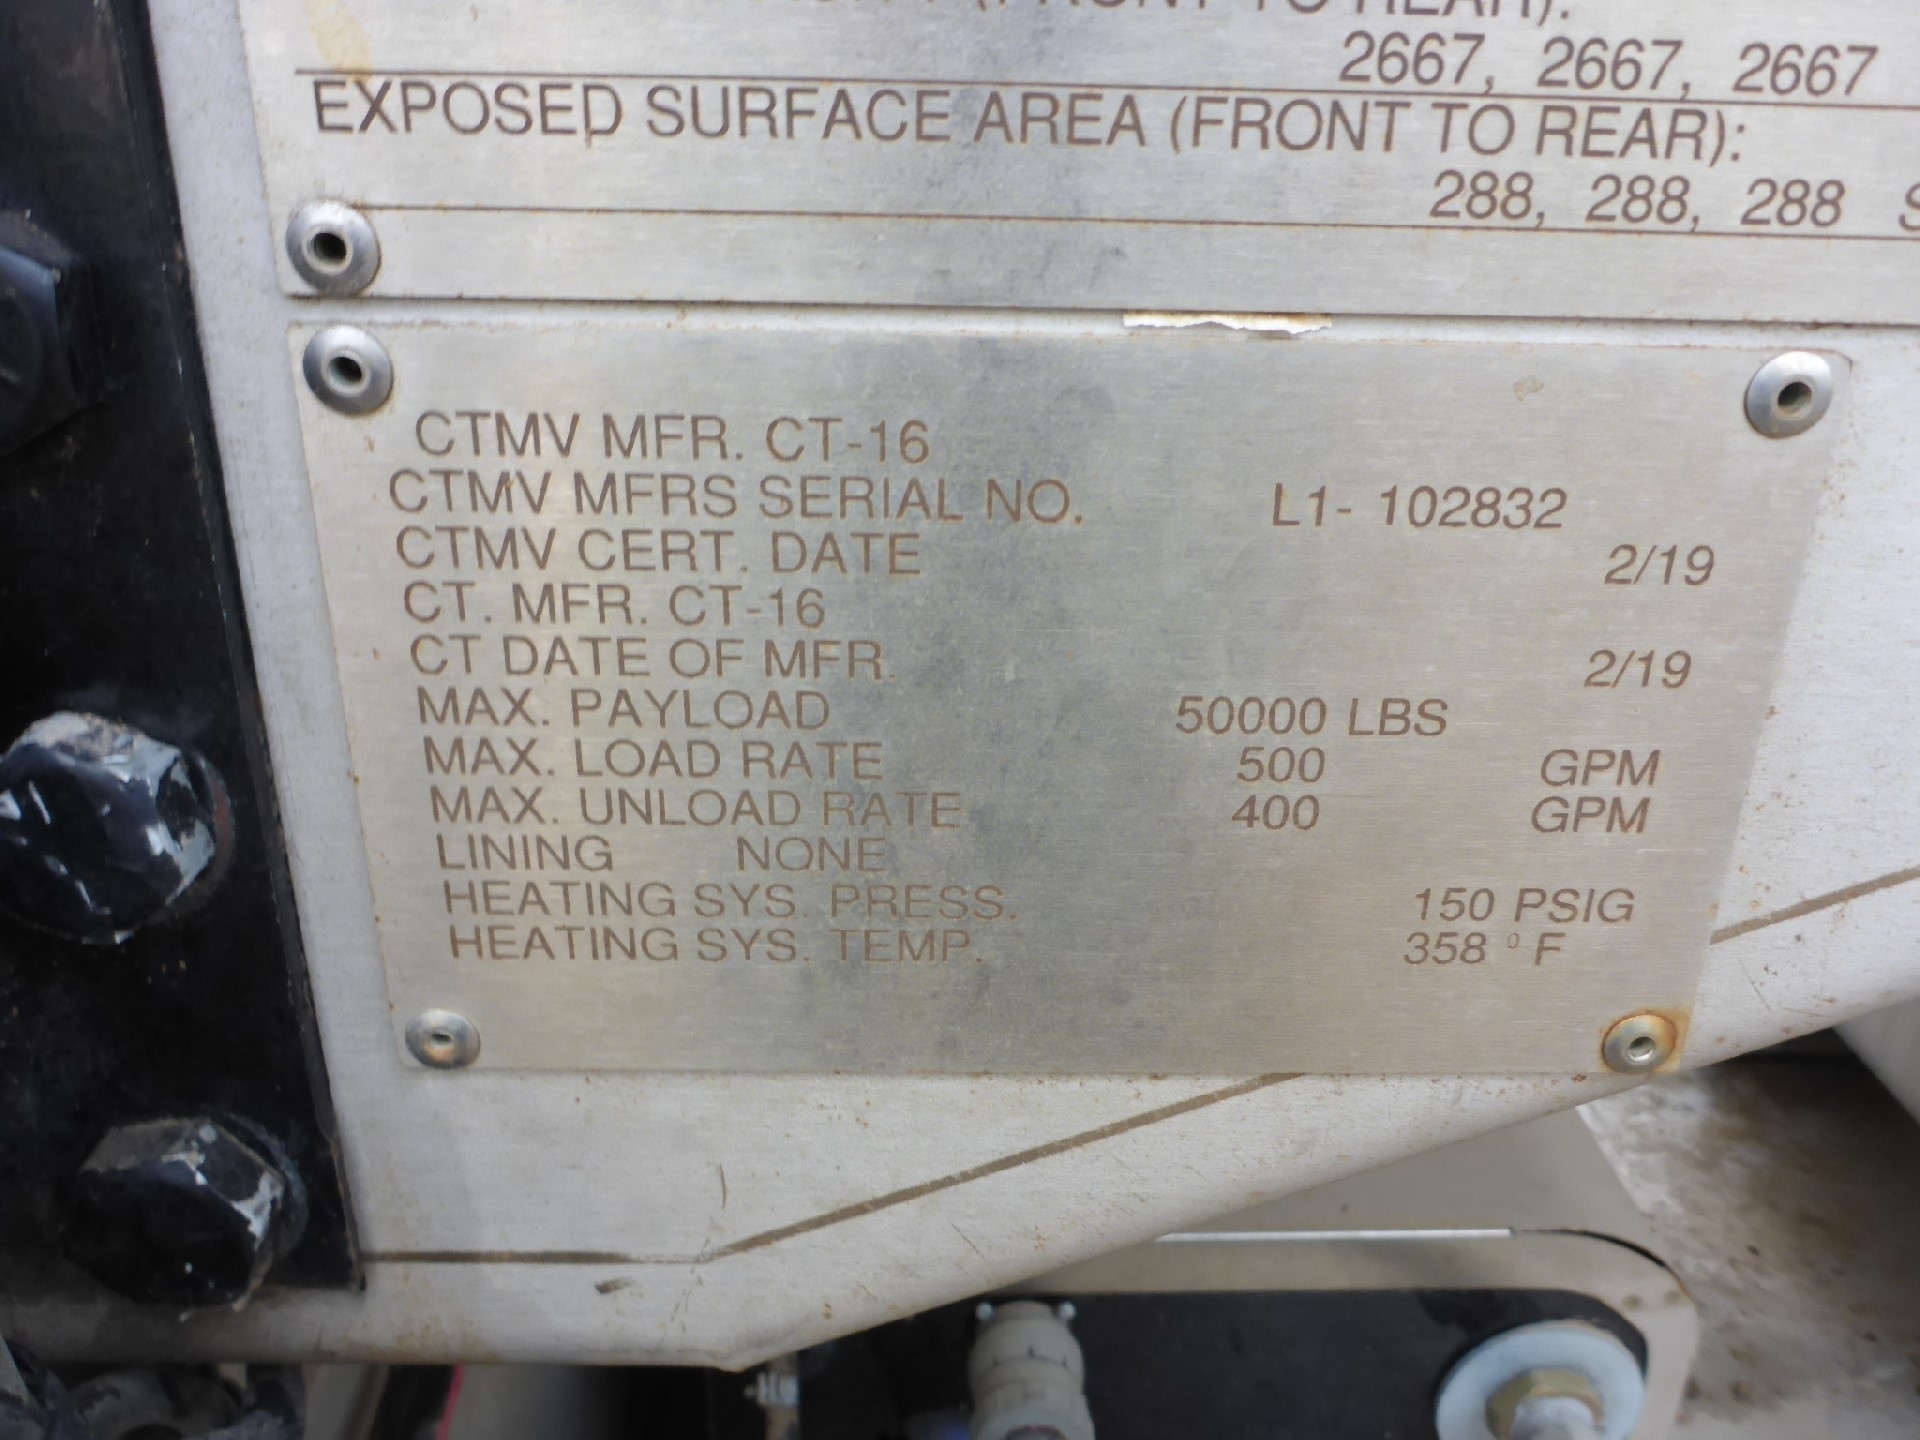 (FRONT TO REAR):
2667, 2667, 2667
EXPOSED SURFACE AREA (FRONT TO REAR):
288, 288, 288 S
CTMV MFR. CT-16
CTMV MFRS SERIAL NO. L1- 102832
CTMV CERT. DATE 2/19
CT. MFR. CT-16
CT DATE OF MFR. 2/19
MAX. PAYLOAD 50000 LBS
MAX. LOAD RATE 500 GPM
MAX. UNLOAD RATE 400 GPM
LINING NONE
HEATING SYS. PRESS. 150 PSIG
HEATING SYS. TEMP. 358 ° F